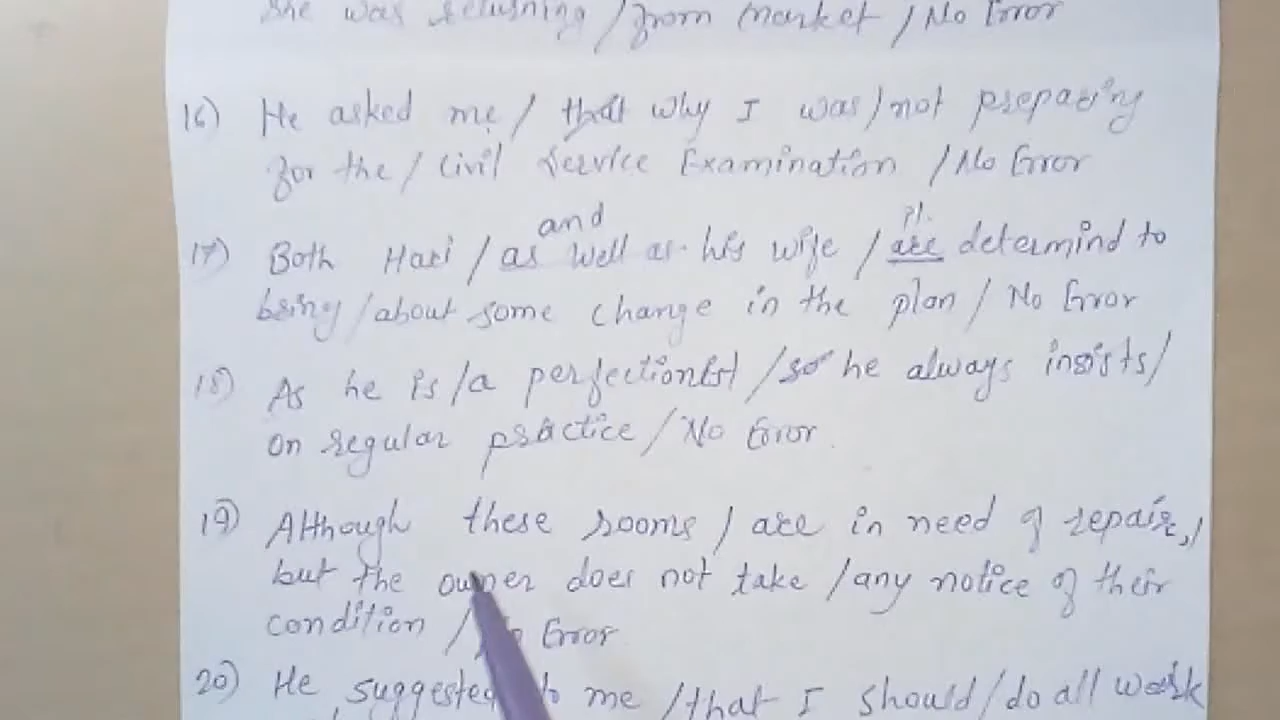 she was returning / from market / No Error
16) He asked me / that why I was / not preparing
for the / Civil Service Examination / No Error
and pl.
17) Both Hari / as well as his wife / are determind to
being / about some change in the plan / No Error
18) As he is / a perfectionist / so he always insists /
on regular practice / No Error.
19) Although these rooms / are in need of repair, /
but the owner does not take / any notice of their
condition / Error
20) He suggested to me / that I should / do all work